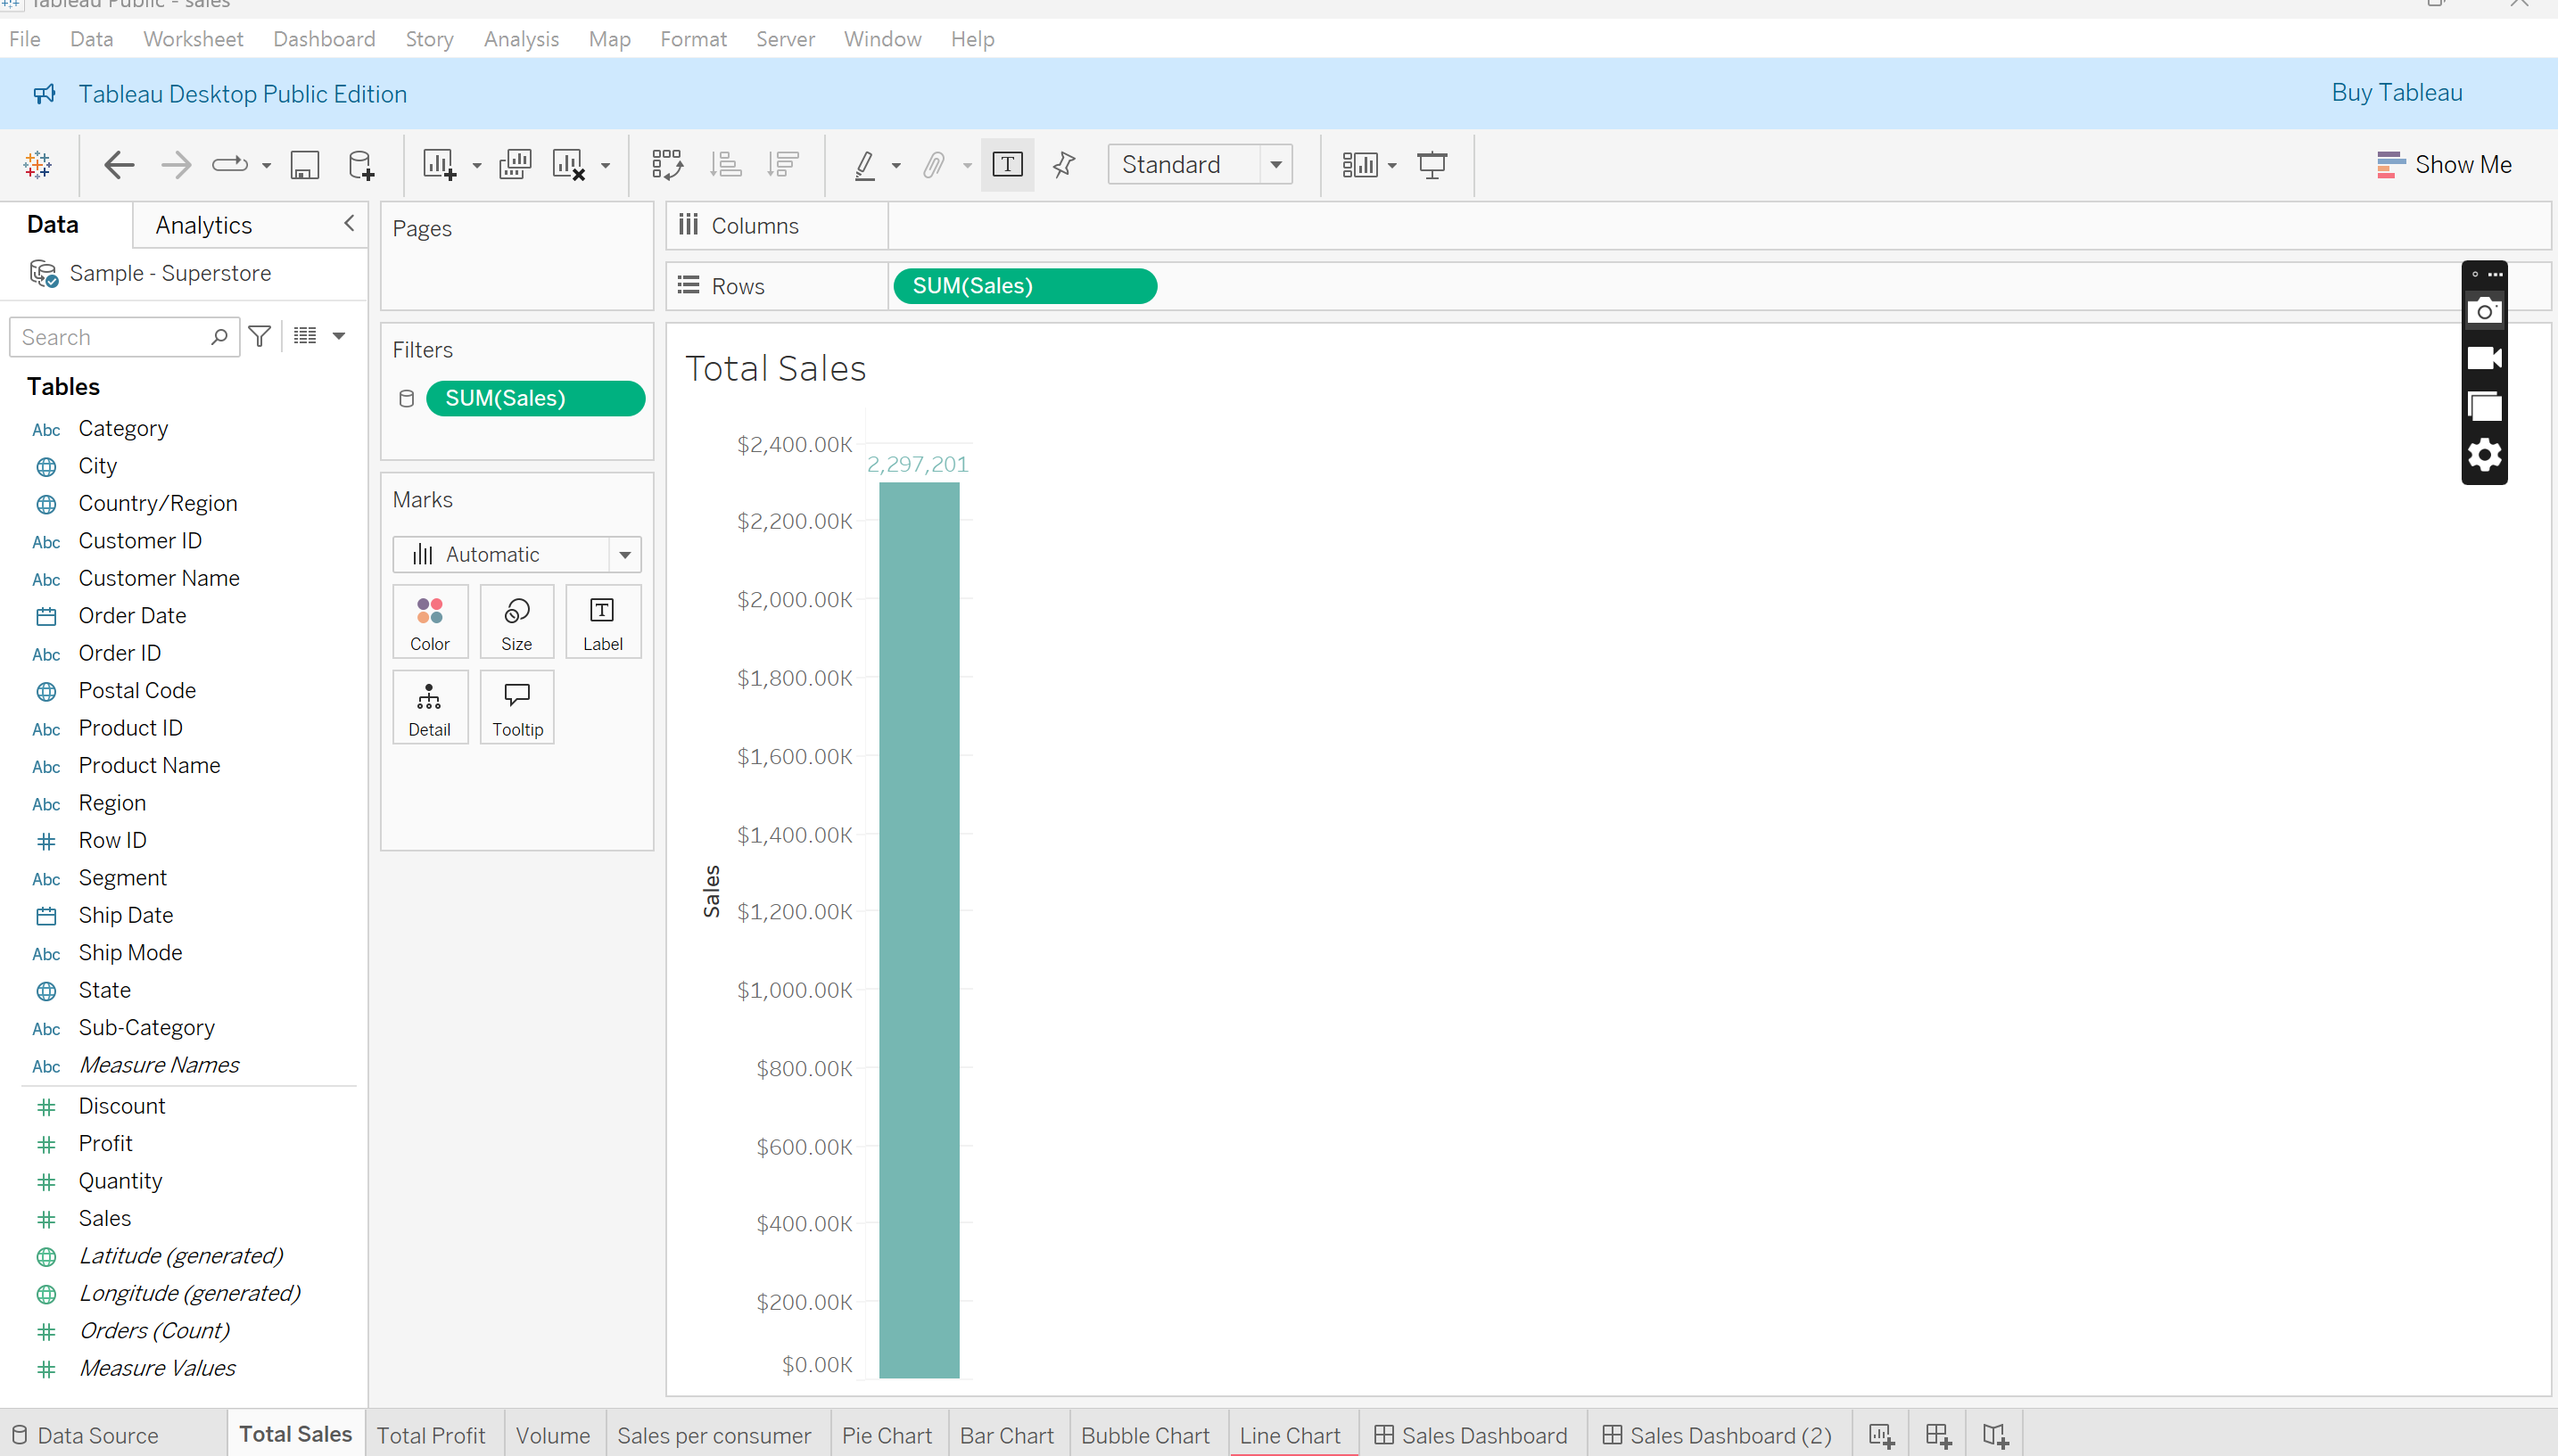 Tableau Public - sales
File Data Worksheet Dashboard Story Analysis Map Format Server Window Help
Tableau Desktop Public Edition
Buy Tableau
Standard
Show Me
Data
Analytics
Sample - Superstore
Search
Tables
Abc Category
City
Country/Region
Abc Customer ID
Abc Customer Name
Order Date
Abc Order ID
Postal Code
Abc Product ID
Abc Product Name
Abc Region
Row ID
Abc Segment
Ship Date
Abc Ship Mode
State
Abc Sub-Category
Abc Measure Names
Discount
Profit
Quantity
Sales
Latitude (generated)
Longitude (generated)
Orders (Count)
Measure Values
Pages
Filters
SUM(Sales)
Marks
Automatic
Color
Size
Label
Detail
Tooltip
Columns
Rows
SUM(Sales)
Total Sales
2,297,201
$2,400.00K
$2,200.00K
$2,000.00K
$1,800.00K
$1,600.00K
$1,400.00K
$1,200.00K
$1,000.00K
$800.00K
$600.00K
$400.00K
$200.00K
$0.00K
Sales
Data Source
Total Sales
Total Profit
Volume
Sales per consumer
Pie Chart
Bar Chart
Bubble Chart
Line Chart
Sales Dashboard
Sales Dashboard (2)